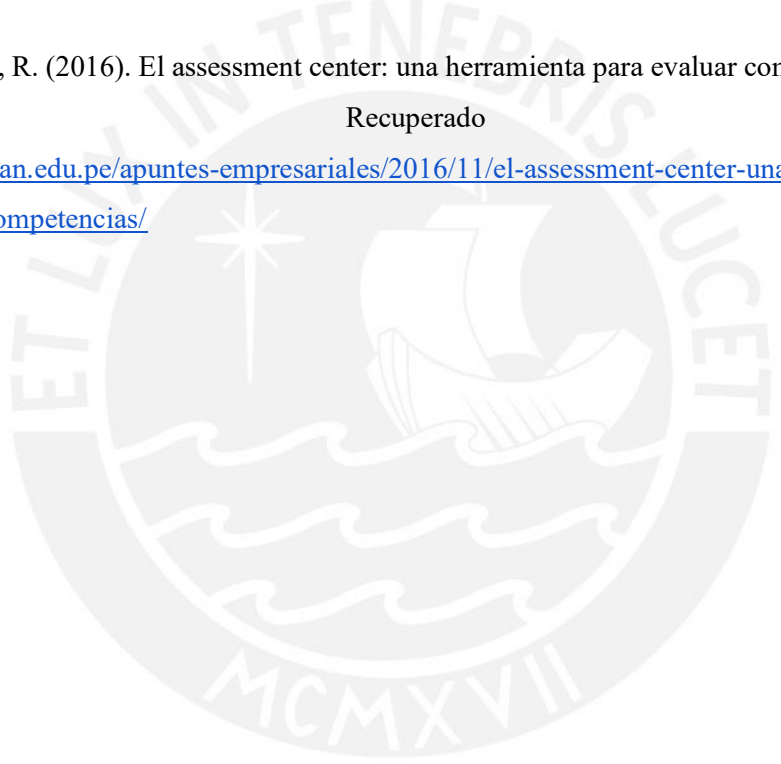 , R. (2016). El assessment center: una herramienta para evaluar con
Recuperado
an.edu.pe/apuntes-empresariales/2016/11/el-assessment-center-una
ompetencias/
ET LUX IN TENEBRIS LUCET
MCMXVII